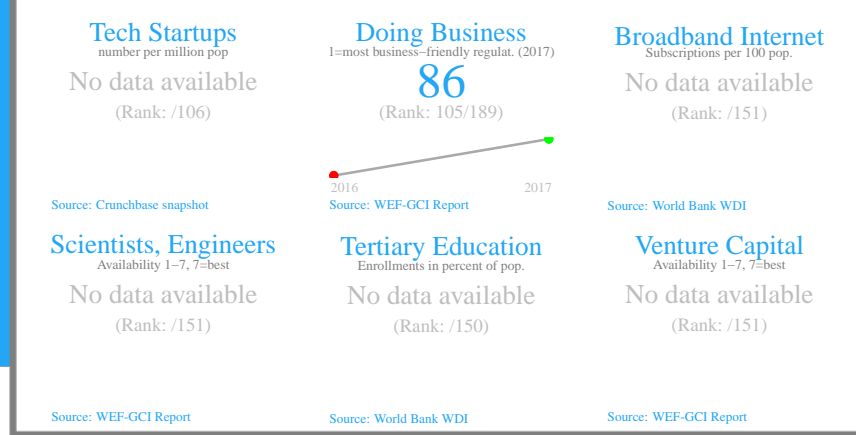 Tech Startups
number per million pop
No data available
(Rank: /106)
Source: Crunchbase snapshot
Doing Business
1=most business−friendly regulat. (2017)
86
(Rank: 105/189)
2016
2017
Source: WEF-GCI Report
Broadband Internet
Subscriptions per 100 pop.
No data available
(Rank: /151)
Source: World Bank WDI
Scientists, Engineers
Availability 1−7, 7=best
No data available
(Rank: /151)
Source: WEF-GCI Report
Tertiary Education
Enrollments in percent of pop.
No data available
(Rank: /150)
Source: World Bank WDI
Venture Capital
Availability 1−7, 7=best
No data available
(Rank: /151)
Source: WEF-GCI Report